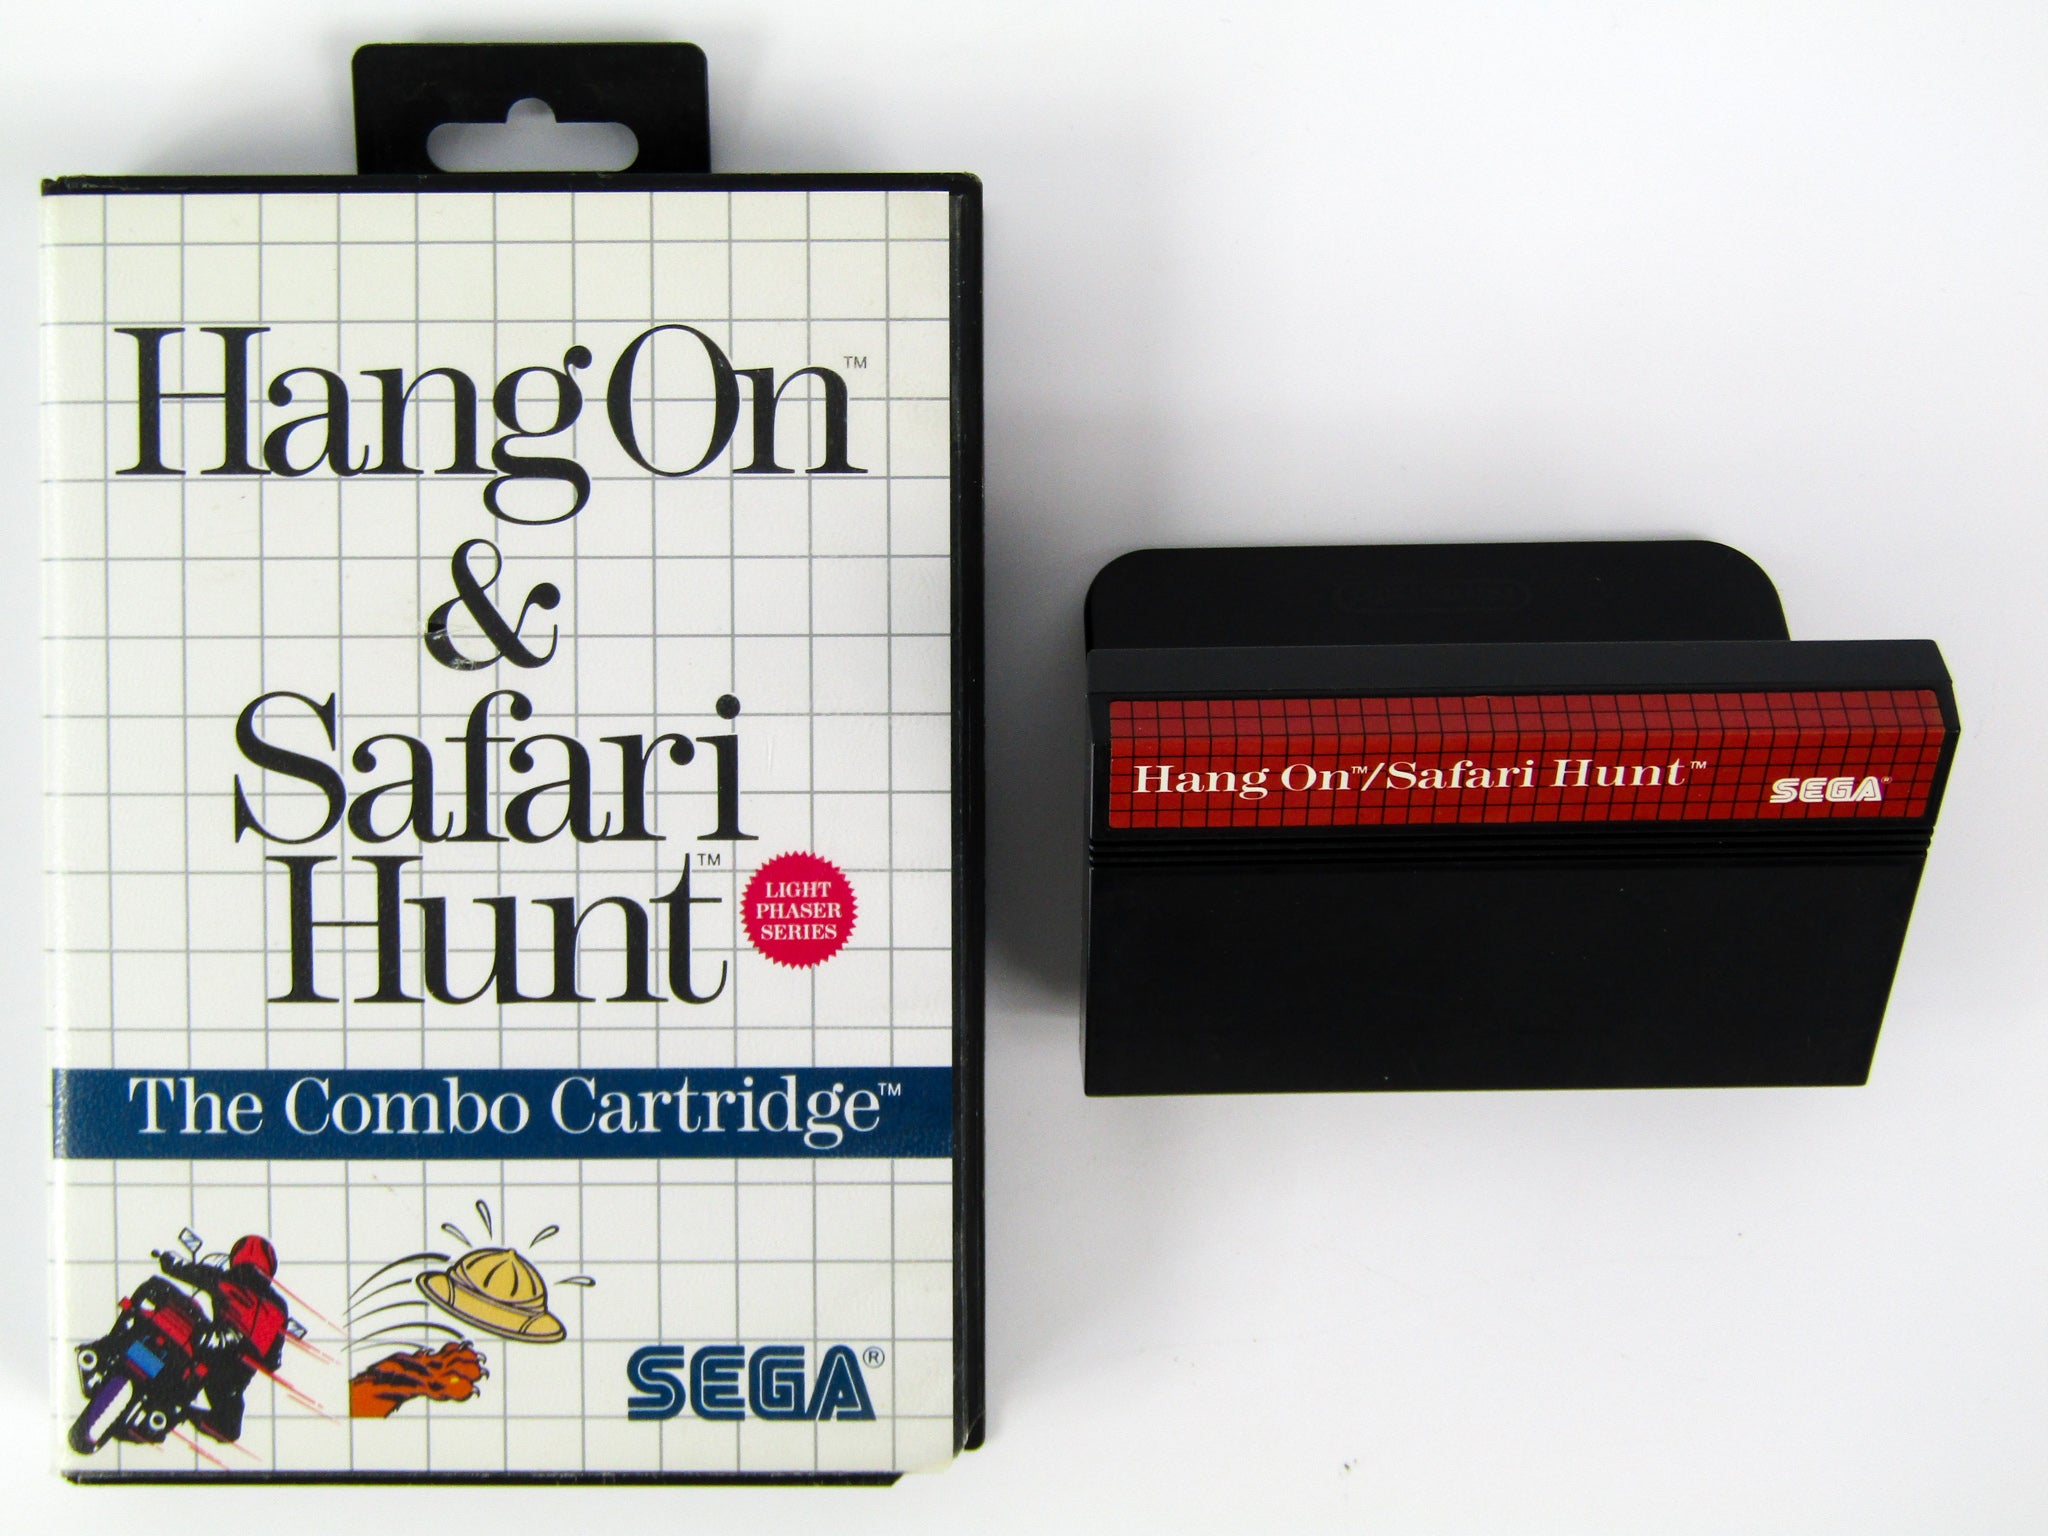 Hang On™
&
Safari
Hunt™
LIGHT
PHASER
SERIES
The Combo Cartridge™
SEGA®
Hang On™/Safari Hunt™
SEGA®